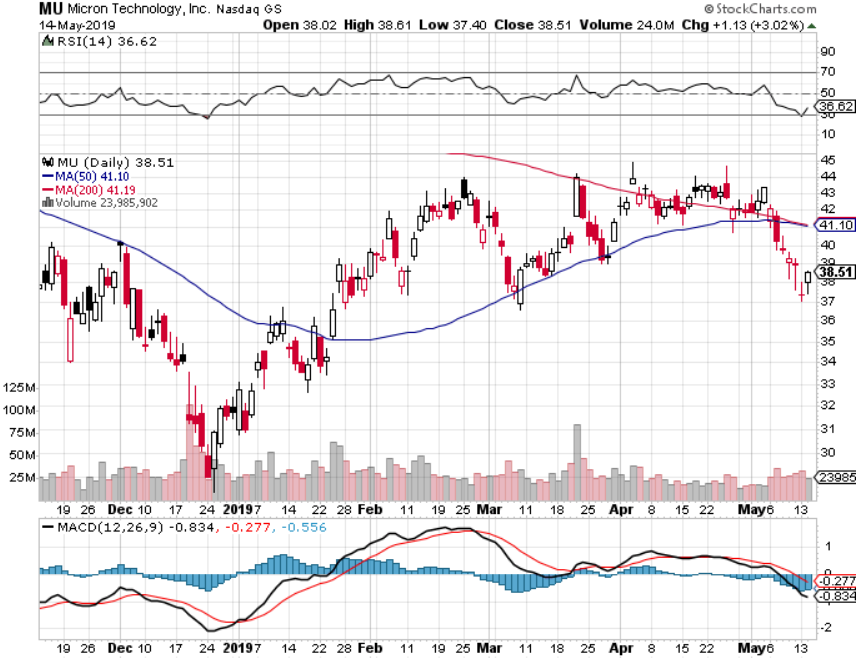 MU Micron Technology, Inc. Nasdaq GS © StockCharts.com
14-May-2019 Open 38.02 High 38.61 Low 37.40 Close 38.51 Volume 24.0M Chg +1.13 (+3.02%)
RSI(14) 36.62
90
70
50
36.62
30
10
MU (Daily) 38.51
MA(50) 41.10
MA(200) 41.19
Volume 23,985,902
45
44
43
42
41.10
40
39
38.51
38
37
36
35
34
33
32
31
30
125M
100M
75M
50M
25M
23985
19 26 Dec 10 17 24 2019 7 14 22 28 Feb 11 19 25 Mar 11 18 25 Apr 8 15 22 May 6 13
MACD(12,26,9) -0.834, -0.277, -0.556
1
0
-0.277
-0.834
-2
19 26 Dec 10 17 24 2019 7 14 22 28 Feb 11 19 25 Mar 11 18 25 Apr 8 15 22 May 6 13